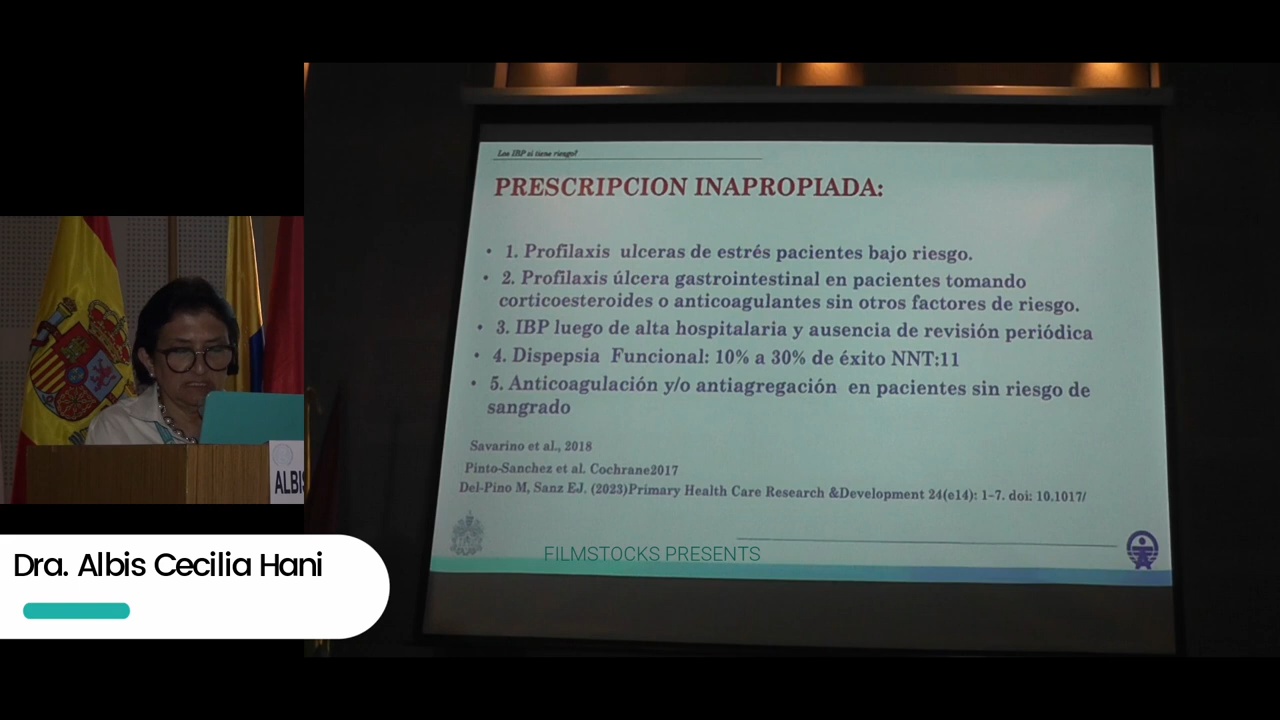 Los IBP si tiene riesgo?
PRESCRIPCION INAPROPIADA:
• 1. Profilaxis ulceras de estrés pacientes bajo riesgo.
• 2. Profilaxis úlcera gastrointestinal en pacientes tomando
corticoesteroides o anticoagulantes sin otros factores de riesgo.
• 3. IBP luego de alta hospitalaria y ausencia de revisión periódica
• 4. Dispepsia Funcional: 10% a 30% de éxito NNT:11
• 5. Anticoagulación y/o antiagregación en pacientes sin riesgo de
sangrado
Savarino et al., 2018
Pinto-Sanchez et al. Cochrane2017
Del-Pino M, Sanz EJ. (2023)Primary Health Care Research &Development 24(e14): 1–7. doi: 10.1017/
FILMSTOCKS PRESENTS
ALBIS
Dra. Albis Cecilia Hani